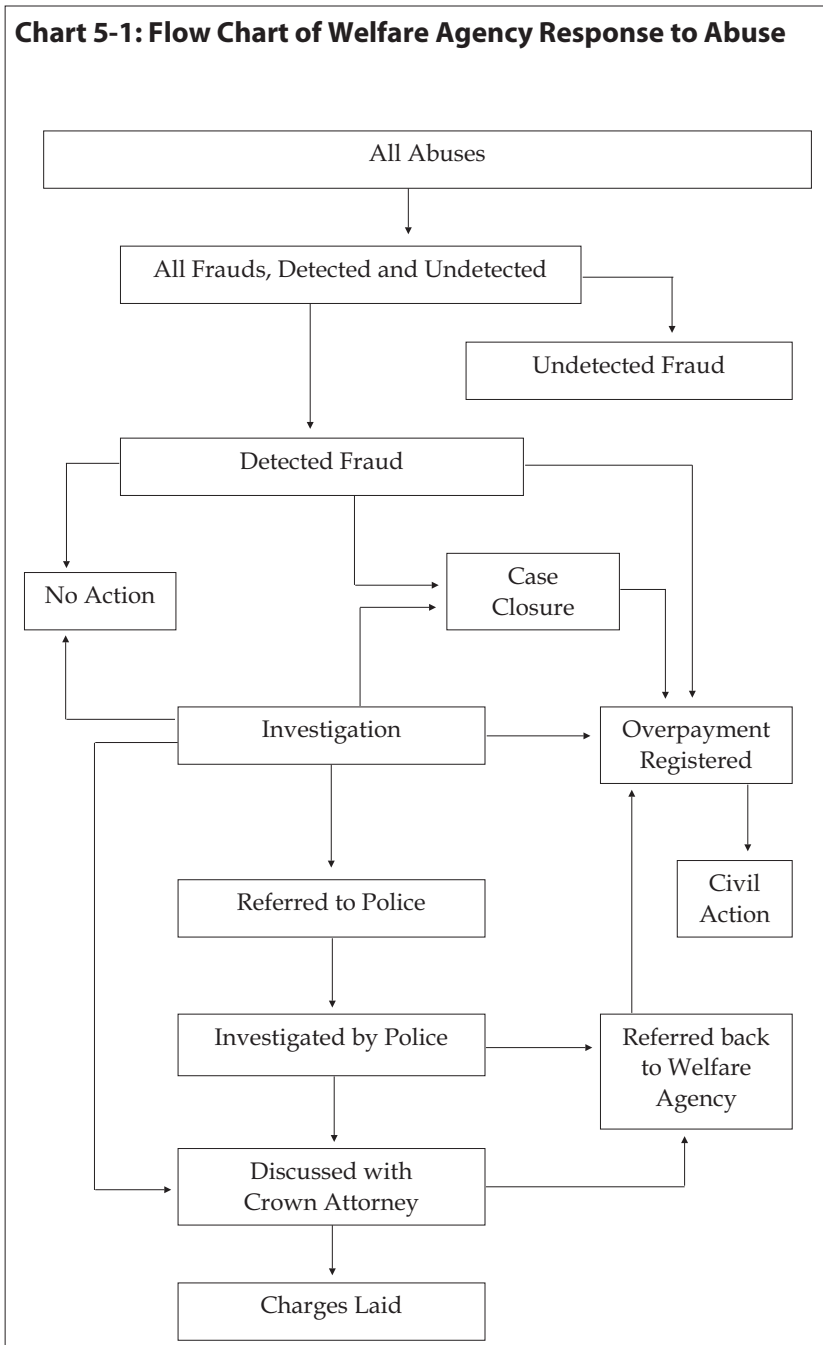 Chart 5-1: Flow Chart of Welfare Agency Response to Abuse
All Abuses
All Frauds, Detected and Undetected
Undetected Fraud
Detected Fraud
No Action
Case
Closure
Investigation
Overpayment
Registered
Civil
Action
Referred to Police
Investigated by Police
Referred back
to Welfare
Agency
Discussed with
Crown Attorney
Charges Laid